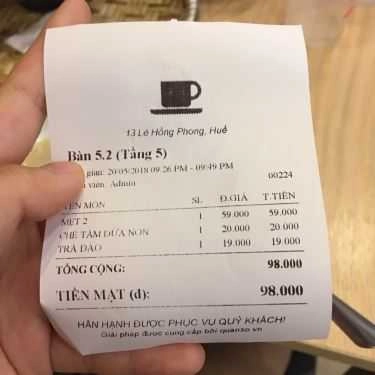 13 Lê Hồng Phong, Huế
Bàn 5.2 (Tầng 5)
gian: 20/05/2018 09:26 PM - 09:49 PM
viên: Admin 00224
TÊN MÓN SL Đ.GIÁ T.TIỀN
MẸT 2 1 59.000 59.000
CHÈ TẮM DỪA NON 1 20.000 20.000
TRÀ ĐÀO 1 19.000 19.000
TỔNG CỘNG: 98.000
TIỀN MẶT (đ): 98.000
HÂN HẠNH ĐƯỢC PHỤC VỤ QUÝ KHÁCH!
Giải pháp được cung cấp bởi quanso.vn